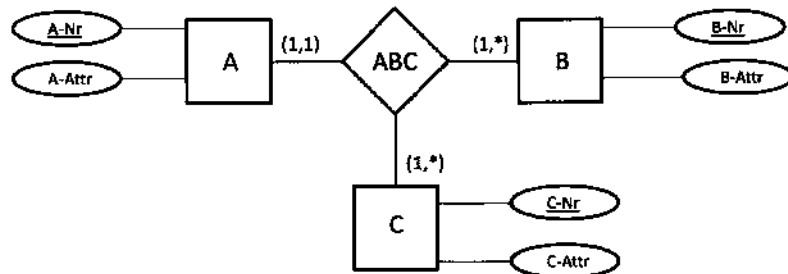 A-Nr
A-Attr
A
(1,1)
ABC
(1,*)
B
B-Nr
B-Attr
(1,*)
C
C-Nr
C-Attr